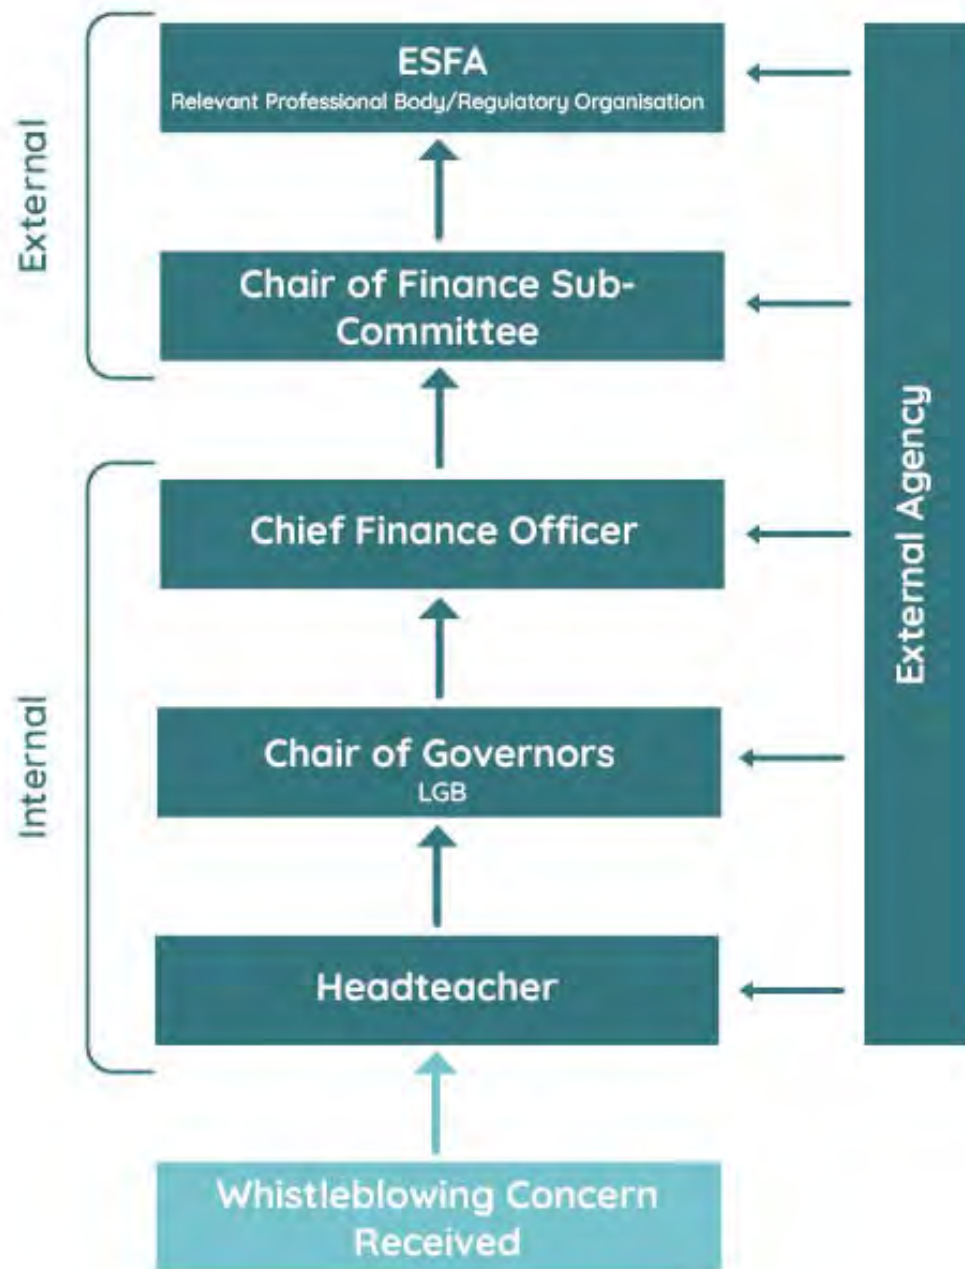 External
ESFA
Relevant Professional Body/Regulatory Organisation
Chair of Finance Sub-
Committee
Internal
Chief Finance Officer
Chair of Governors
LGB
Headteacher
Whistleblowing Concern
Received
External Agency